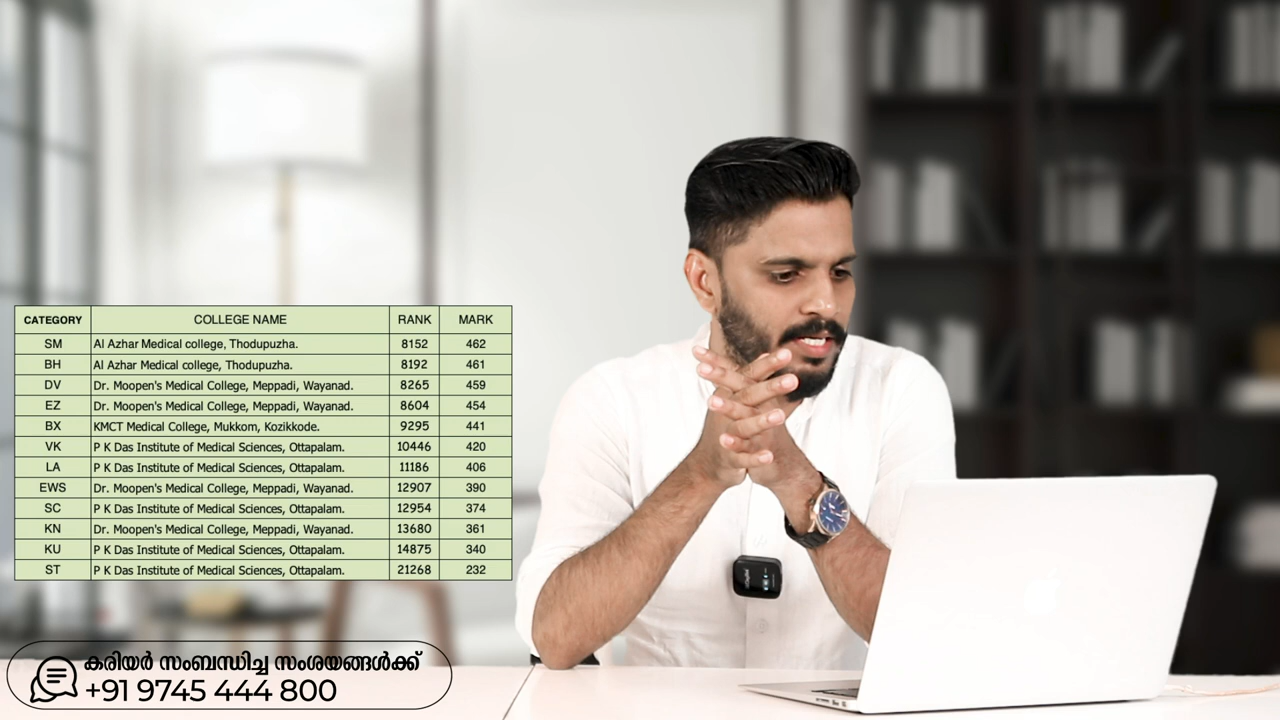 CATEGORY COLLEGE NAME RANK MARK
SM Al Azhar Medical college, Thodupuzha. 8152 462
BH Al Azhar Medical college, Thodupuzha. 8192 461
DV Dr. Moopen's Medical College, Meppadi, Wayanad. 8265 459
EZ Dr. Moopen's Medical College, Meppadi, Wayanad. 8604 454
BX KMCT Medical College, Mukkom, Kozikkode. 9295 441
VK P K Das Institute of Medical Sciences, Ottapalam. 10446 420
LA P K Das Institute of Medical Sciences, Ottapalam. 11186 406
EWS Dr. Moopen's Medical College, Meppadi, Wayanad. 12907 390
SC P K Das Institute of Medical Sciences, Ottapalam. 12954 374
KN Dr. Moopen's Medical College, Meppadi, Wayanad. 13680 361
KU P K Das Institute of Medical Sciences, Ottapalam. 14875 340
ST P K Das Institute of Medical Sciences, Ottapalam. 21268 232
കരിയർ സംബന്ധിച്ച സംശയങ്ങൾക്ക്
+91 9745 444 800